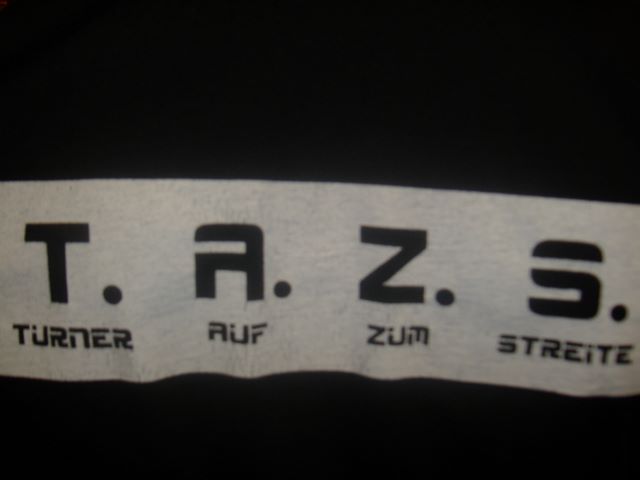 T. A. Z. S.
TURNER AUF ZUM STREITE